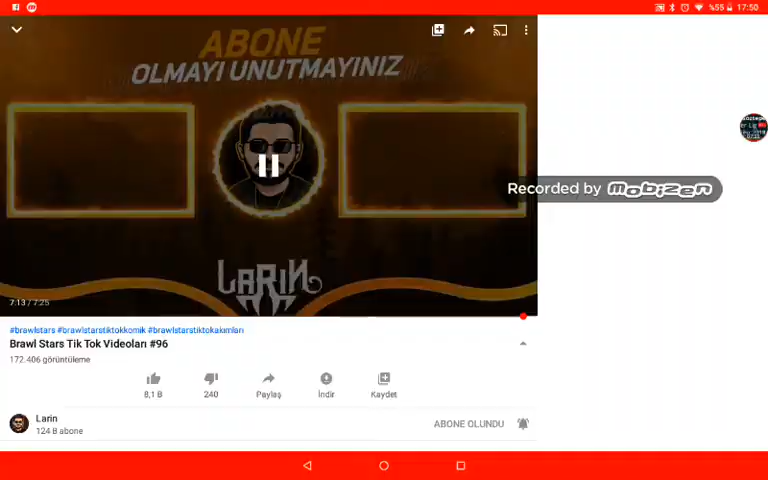 %55 17:50
ABONE
OLMAYI UNUTMAYINIZ
Recorded by mobizen
LARIN
7:13 / 7:25
#brawlstars #brawlstarstiktokkomik #brawlstarstiktokakımları
Brawl Stars Tik Tok Videoları #96
172.406 görüntüleme
8,1 B
240
Paylaş
İndir
Kaydet
Larin
124 B abone
ABONE OLUNDU